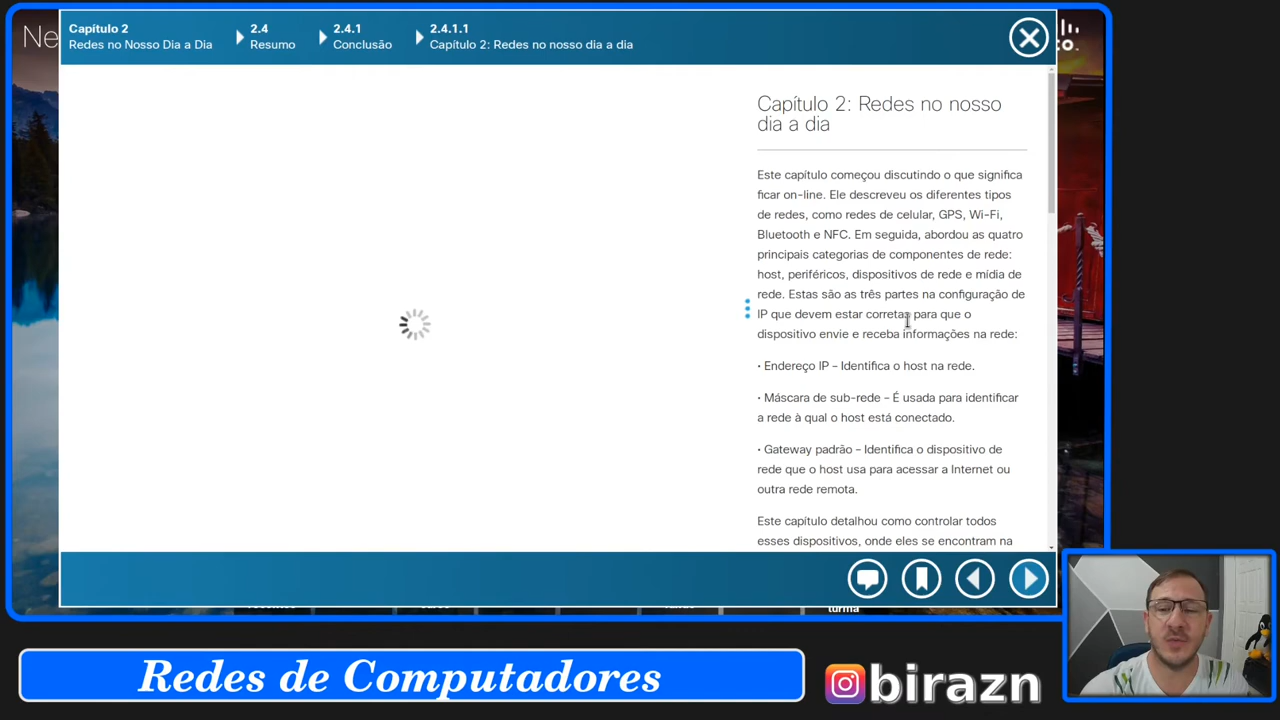 Ne
Capítulo 2
Redes no Nosso Dia a Dia
2.4
Resumo
2.4.1
Conclusão
2.4.1.1
Capítulo 2: Redes no nosso dia a dia
co.
Capítulo 2: Redes no nosso
dia a dia
Este capítulo começou discutindo o que significa
ficar on-line. Ele descreveu os diferentes tipos
de redes, como redes de celular, GPS, Wi-Fi,
Bluetooth e NFC. Em seguida, abordou as quatro
principais categorias de componentes de rede:
host, periféricos, dispositivos de rede e mídia de
rede. Estas são as três partes na configuração de
IP que devem estar corretas para que o
dispositivo envie e receba informações na rede:
• Endereço IP – Identifica o host na rede.
• Máscara de sub-rede – É usada para identificar
a rede à qual o host está conectado.
• Gateway padrão – Identifica o dispositivo de
rede que o host usa para acessar a Internet ou
outra rede remota.
Este capítulo detalhou como controlar todos
esses dispositivos, onde eles se encontram na
turma
Redes de Computadores
birazn